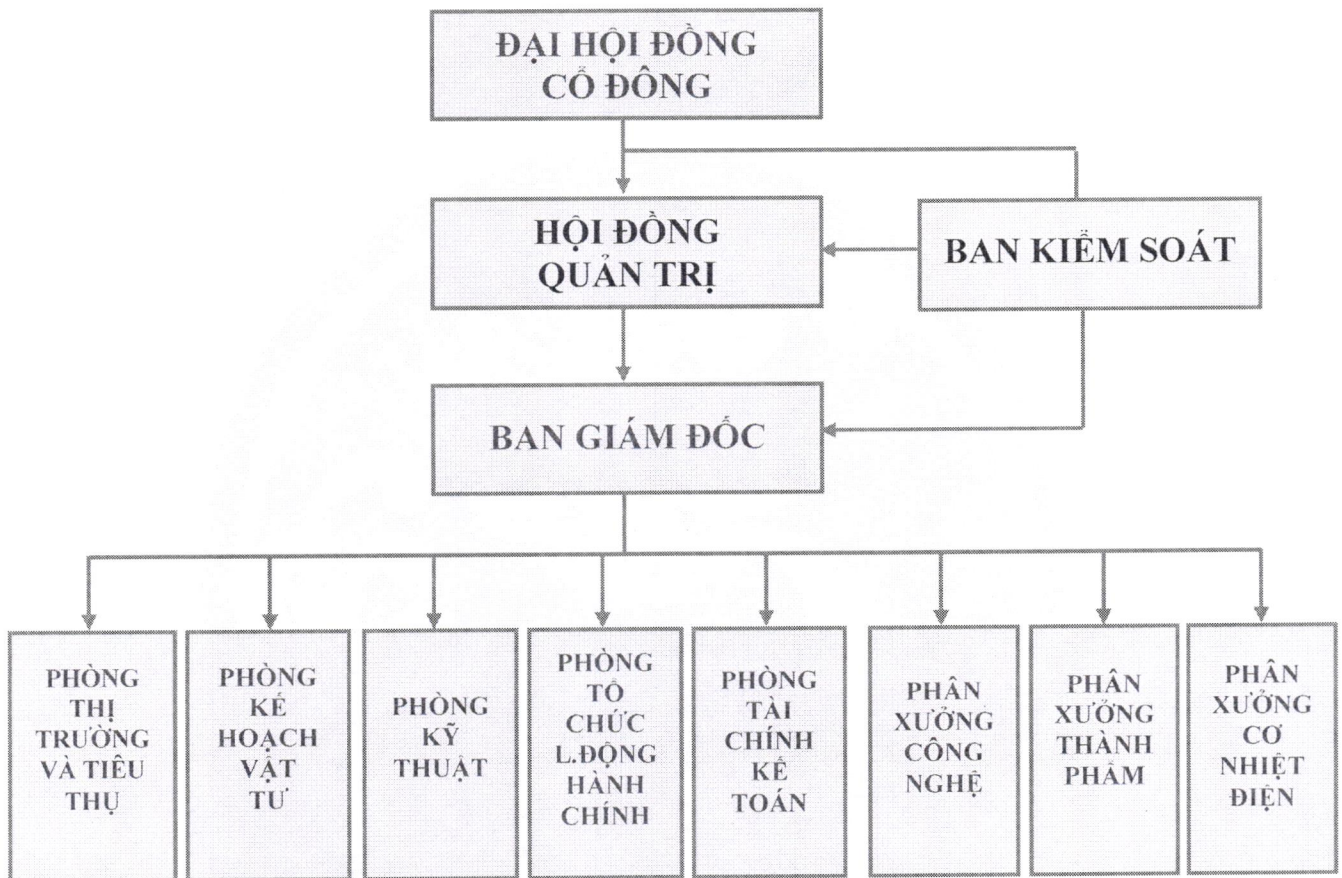 ĐẠI HỘI ĐỒNG
CỔ ĐÔNG
HỘI ĐỒNG
QUẢN TRỊ
BAN KIỂM SOÁT
BAN GIÁM ĐỐC
PHÒNG
THỊ
TRƯỜNG
VÀ TIÊU
THỤ
PHÒNG
KẾ
HOẠCH
VẬT
TƯ
PHÒNG
KỸ
THUẬT
PHÒNG
TỔ
CHỨC
L.ĐỘNG
HÀNH
CHÍNH
PHÒNG
TÀI
CHÍNH
KẾ
TOÁN
PHÂN
XƯỞNG
CÔNG
NGHỆ
PHÂN
XƯỞNG
THÀNH
PHẨM
PHÂN
XƯỞNG
CƠ
NHIỆT
ĐIỆN